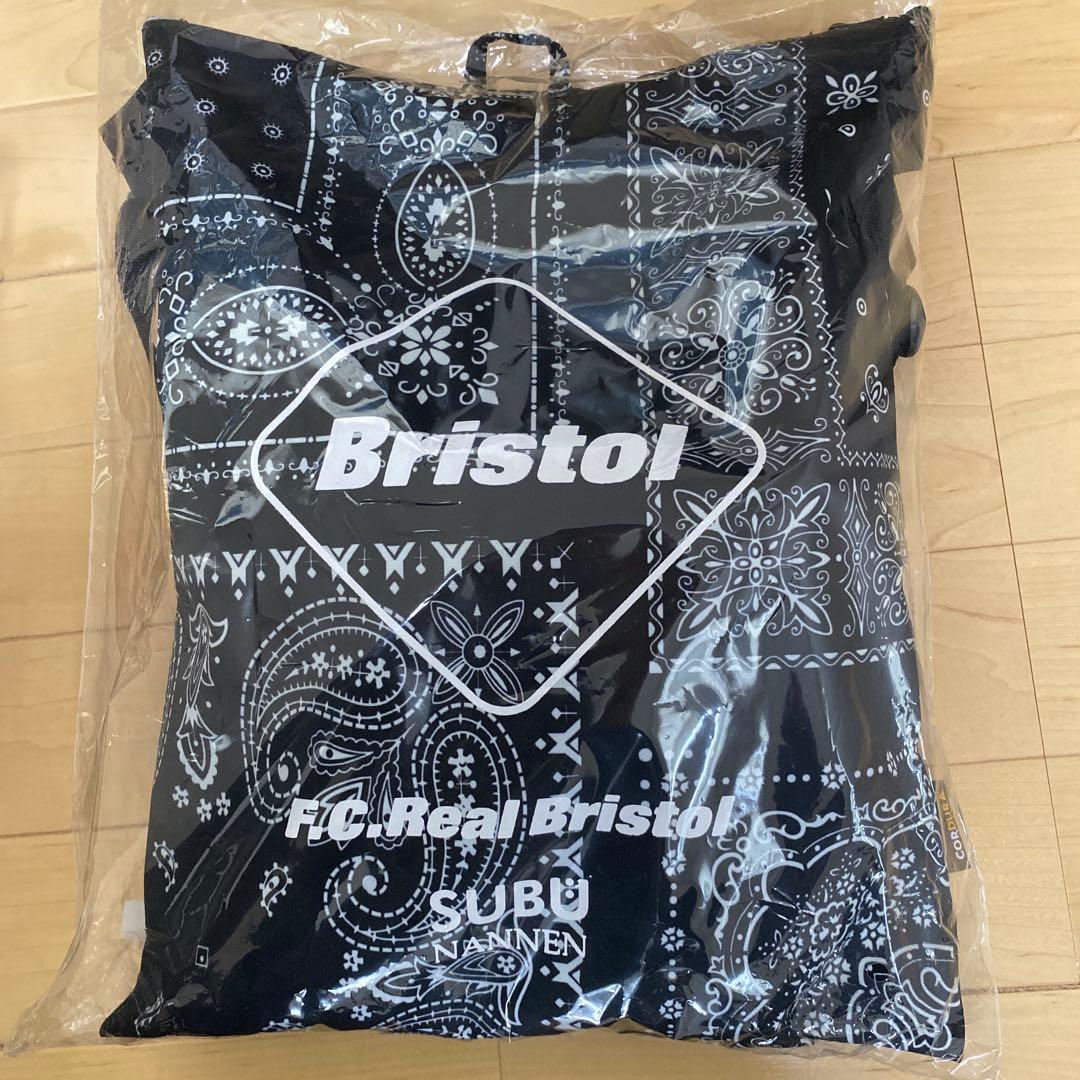 Bristol
F.C.Real Bristol
SUBU
NANNEN
CORDURA